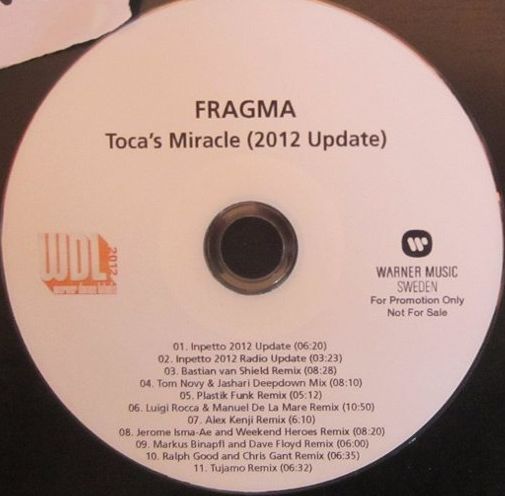 FRAGMA
Toca's Miracle (2012 Update)
WDL
2012
WARNER MUSIC
SWEDEN
For Promotion Only
Not For Sale
01. Inpetto 2012 Update (06:20)
02. Inpetto 2012 Radio Update (03:23)
03. Bastian van Shield Remix (08:28)
04. Tom Novy & Jashari Deepdown Mix (08:10)
05. Plastik Funk Remix (05:12)
06. Luigi Rocca & Manuel De La Mare Remix (10:50)
07. Alex Kenji Remix (6:10)
08. Jerome Isma-Ae and Weekend Heroes Remix (08:20)
09. Markus Binapfl and Dave Floyd Remix (06:00)
10. Ralph Good and Chris Gant Remix (06:35)
11. Tujamo Remix (06:32)